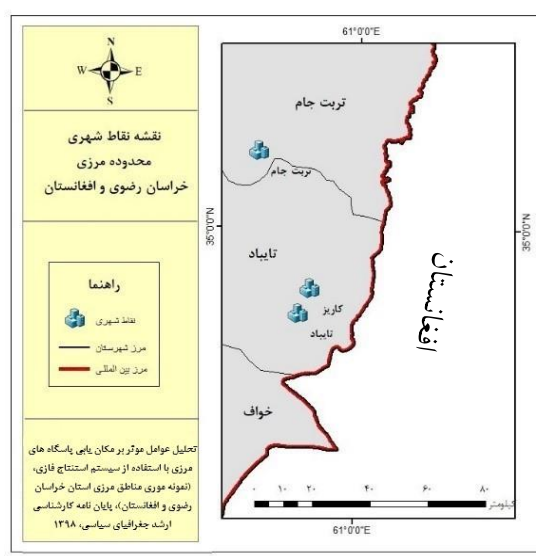 N
W E
S
نقشه نقاط شهری
محدوده مرزی
خراسان رضوی و افغانستان
راهنما
نقاط شهری
مرز شهرستان
مرز بین المللی
تحلیل عوامل موثر بر مکان یابی پاسگاه های
مرزی با استفاده از سیستم استنتاج فازی،
(نمونه موری مناطق مرزی استان خراسان
رضوی و افغانستان)، پایان نامه کارشناسی
ارشد جغرافیای سیاسی، ۱۳۹۸
61°0'0"E
تربت جام
تربت جام
35°0'0"N
35°0'0"N
تایباد
کاریز
تایباد
افغانستان
خواف
۰ ۱۰ ۲۰ ۴۰ ۶۰ ۸۰
کیلومتر
61°0'0"E